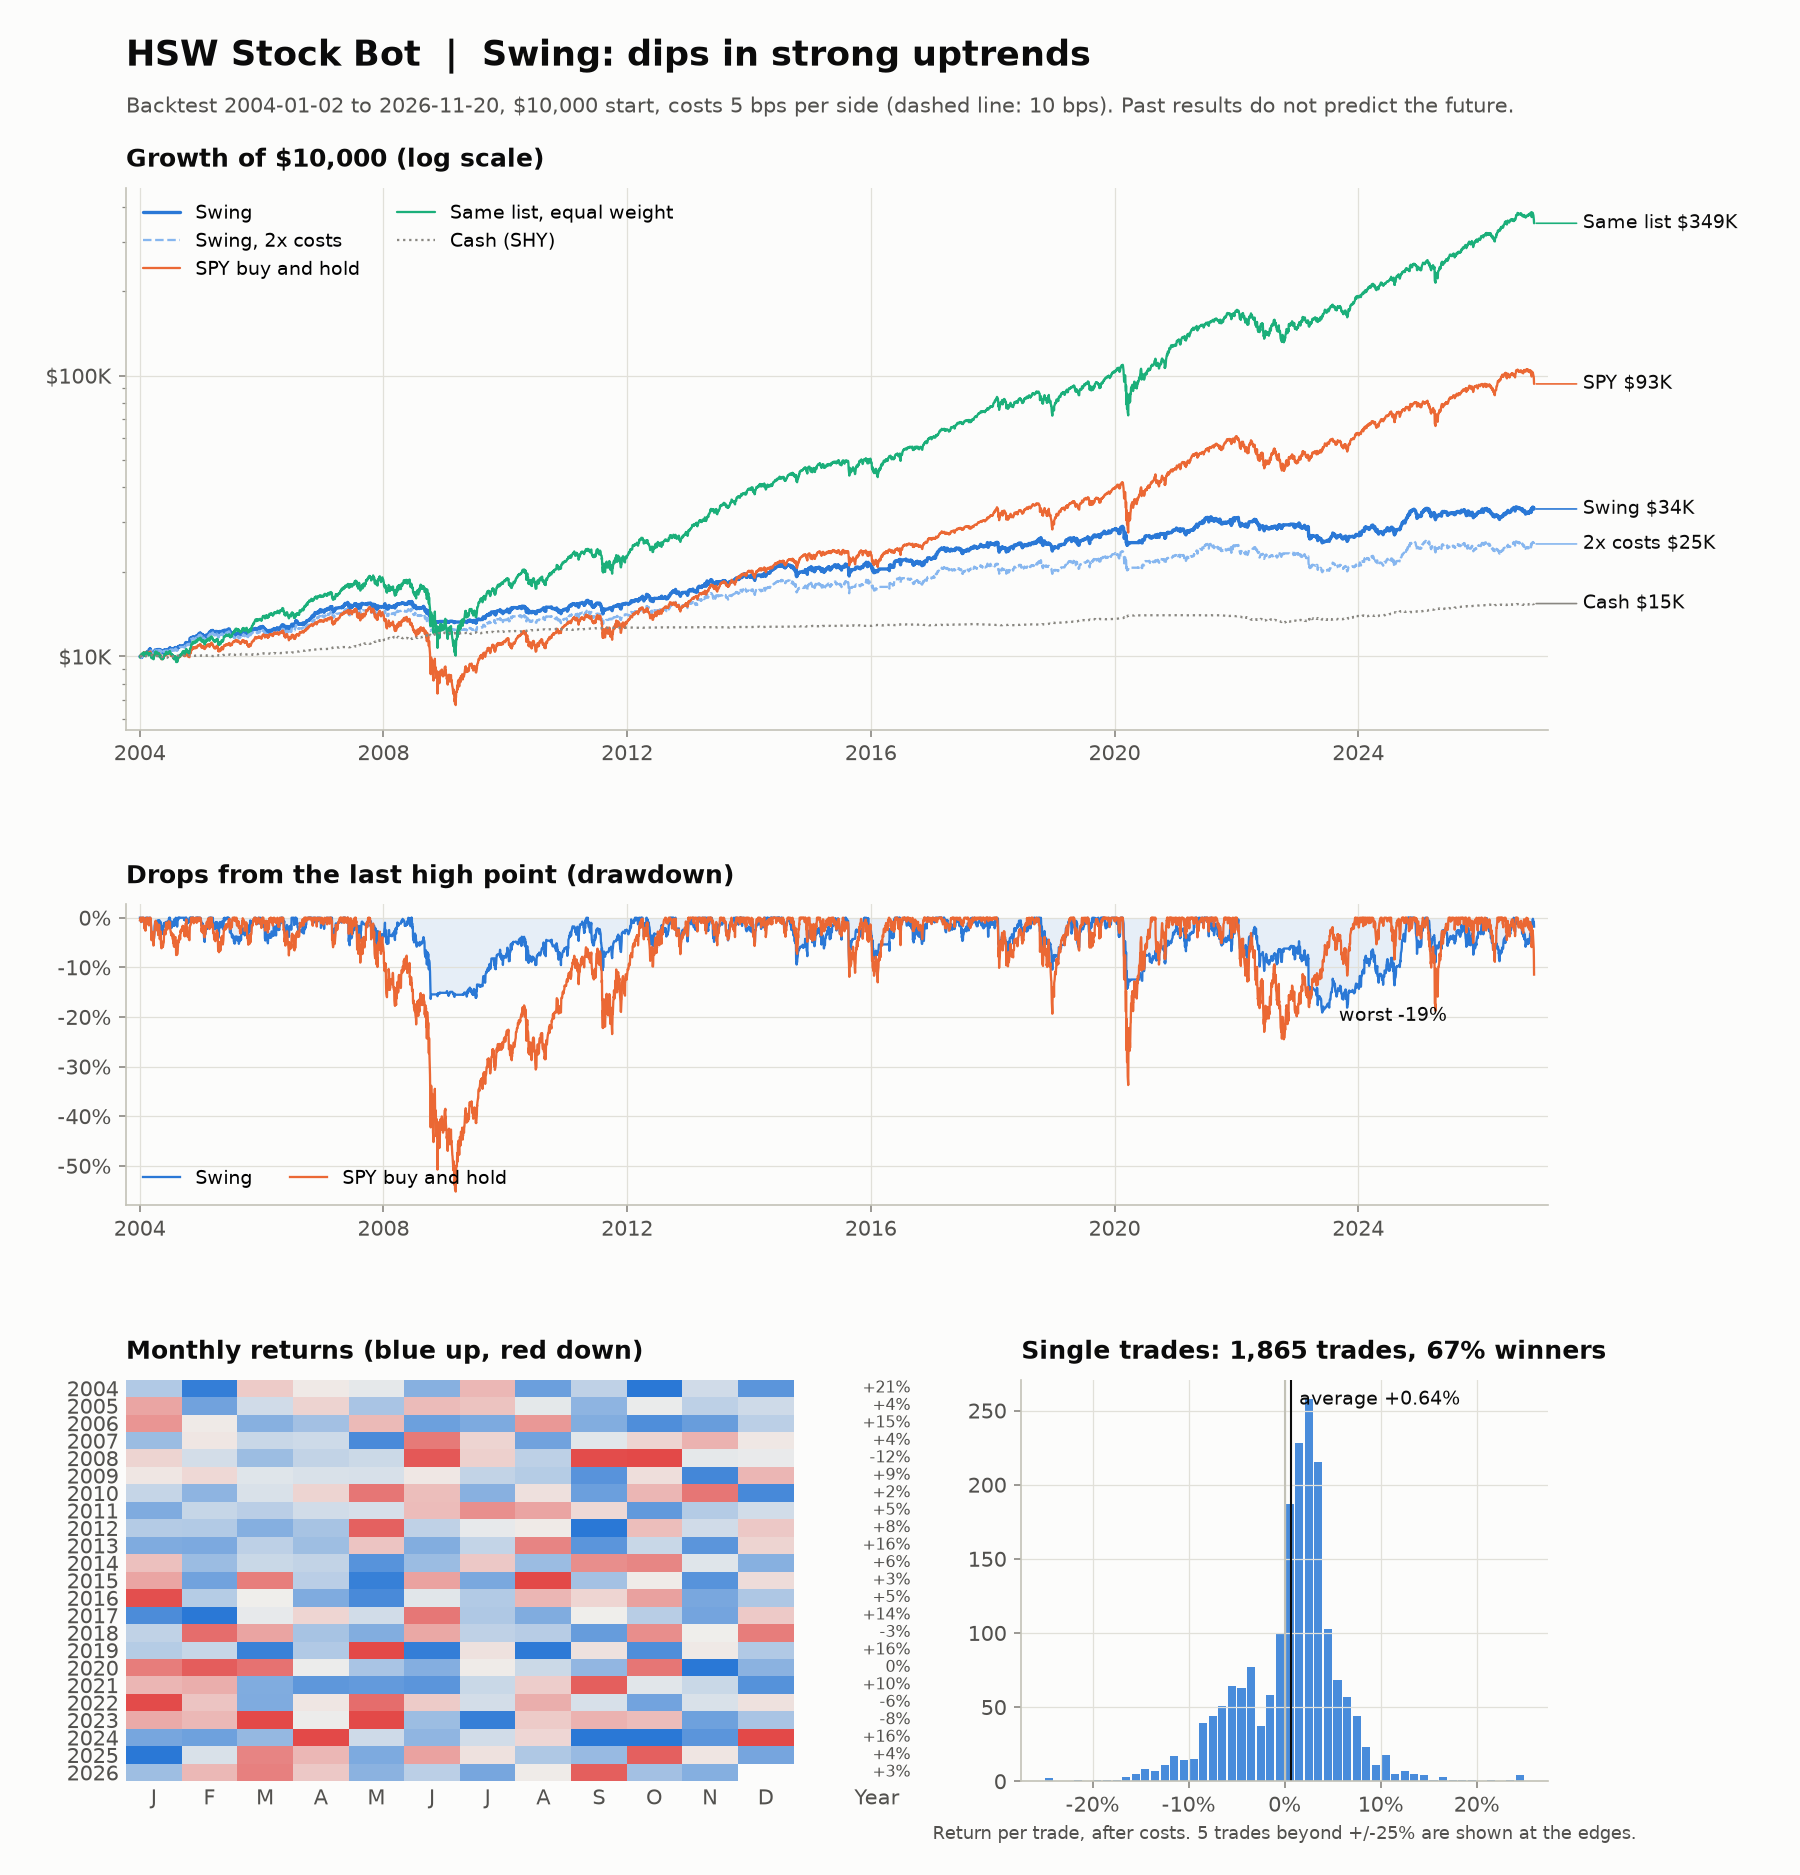 HSW Stock Bot | Swing: dips in strong uptrends
Backtest 2004-01-02 to 2026-11-20, $10,000 start, costs 5 bps per side (dashed line: 10 bps). Past results do not predict the future.
Growth of $10,000 (log scale)
Swing
Swing, 2x costs
SPY buy and hold
Same list, equal weight
Cash (SHY)
$100K
$10K
Same list $349K
SPY $93K
Swing $34K
2x costs $25K
Cash $15K
2004 2008 2012 2016 2020 2024
Drops from the last high point (drawdown)
0%
-10%
-20%
-30%
-40%
-50%
worst -19%
Swing SPY buy and hold
2004 2008 2012 2016 2020 2024
Monthly returns (blue up, red down)
2004 +21%
2005 +4%
2006 +15%
2007 +4%
2008 -12%
2009 +9%
2010 +2%
2011 +5%
2012 +8%
2013 +16%
2014 +6%
2015 +3%
2016 +5%
2017 +14%
2018 -3%
2019 +16%
2020 0%
2021 +10%
2022 -6%
2023 -8%
2024 +16%
2025 +4%
2026 +3%
J F M A M J J A S O N D Year
Single trades: 1,865 trades, 67% winners
average +0.64%
250
200
150
100
50
0
-20% -10% 0% 10% 20%
Return per trade, after costs. 5 trades beyond +/-25% are shown at the edges.